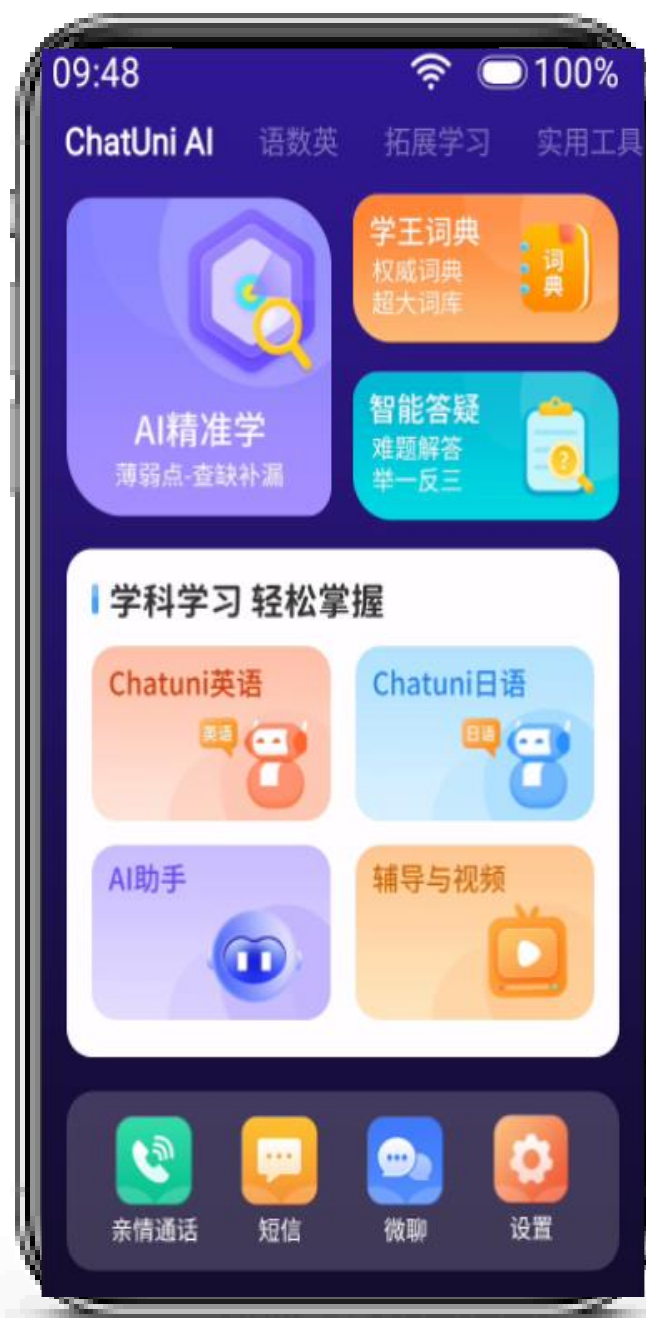 09:48
100%
ChatUni AI 语数英 拓展学习 实用工具
学王词典
权威词典
超大词库
词典
AI精准学
薄弱点-查缺补漏
智能答疑
难题解答
举一反三
?
学科学习 轻松掌握
Chatuni英语
英语
Chatuni日语
日语
AI助手
辅导与视频
亲情通话
短信
微聊
设置